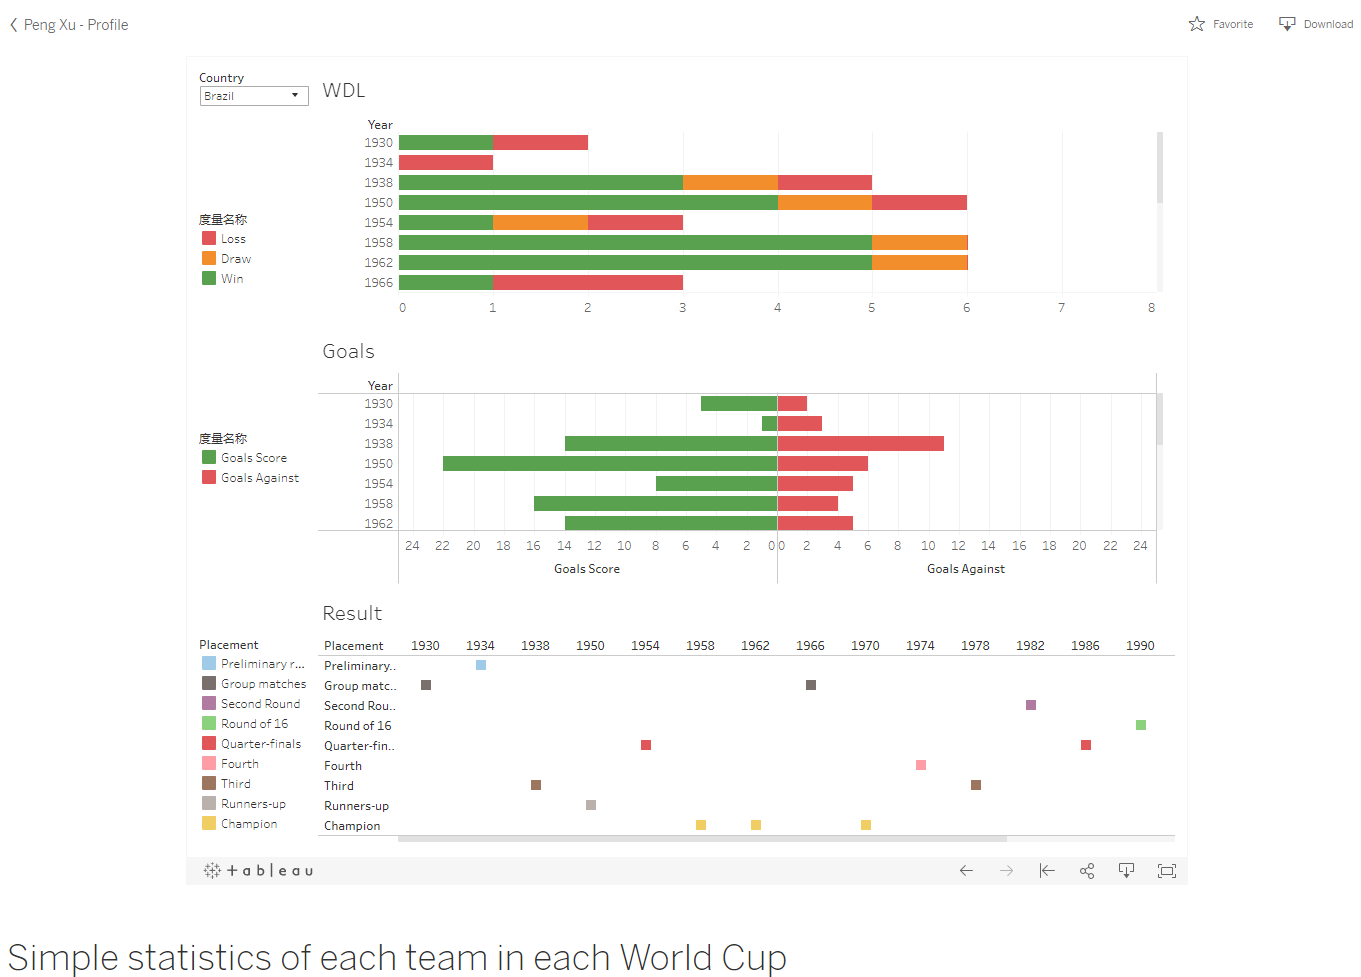 Peng Xu - Profile
Favorite
Download
Country
Brazil
WDL
Year
1930
1934
1938
1950
1954
1958
1962
1966
度量名称
Loss
Draw
Win
0 1 2 3 4 5 6 7 8
Goals
Year
1930
1934
1938
1950
1954
1958
1962
度量名称
Goals Score
Goals Against
24 22 20 18 16 14 12 10 8 6 4 2 0 0 2 4 6 8 10 12 14 16 18 20 22 24
Goals Score
Goals Against
Result
Placement
Preliminary r...
Group matches
Second Round
Round of 16
Quarter-finals
Fourth
Third
Runners-up
Champion
Placement 1930 1934 1938 1950 1954 1958 1962 1966 1970 1974 1978 1982 1986 1990
Preliminary..
Group matc..
Second Rou..
Round of 16
Quarter-fin..
Fourth
Third
Runners-up
Champion
+ableau
Simple statistics of each team in each World Cup